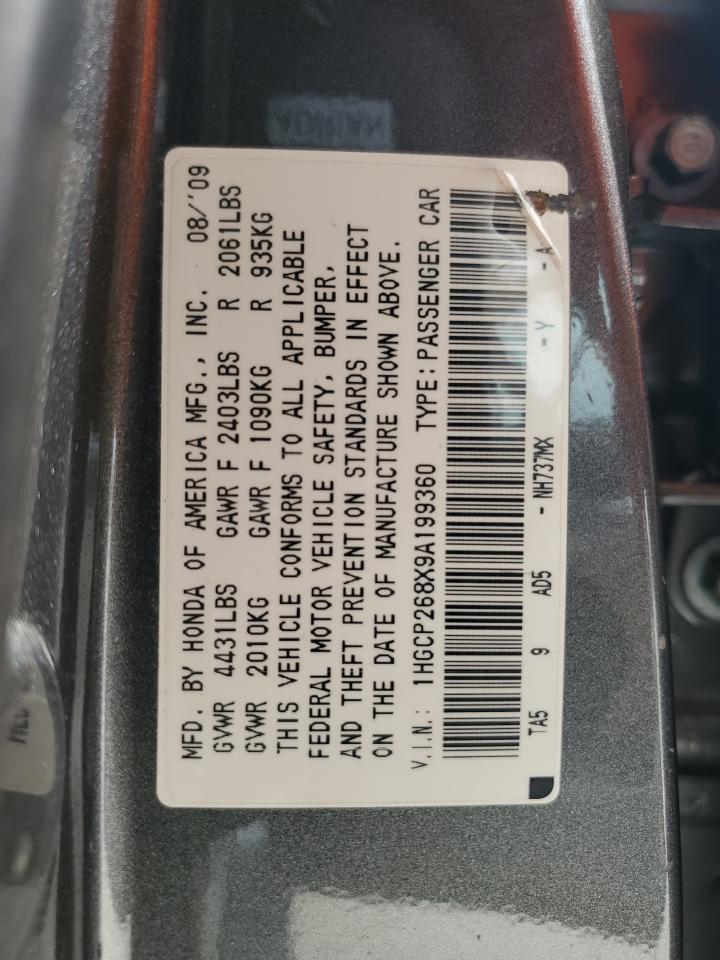 MFD. BY HONDA OF AMERICA MFG., INC. 08/'09
GVWR 4431LBS GAWR F 2403LBS R 2061LBS
GVWR 2010KG GAWR F 1090KG R 935KG
THIS VEHICLE CONFORMS TO ALL APPLICABLE
FEDERAL MOTOR VEHICLE SAFETY, BUMPER,
AND THEFT PREVENTION STANDARDS IN EFFECT
ON THE DATE OF MANUFACTURE SHOWN ABOVE.
V.I.N.: 1HGCP268X9A199360 TYPE:PASSENGER CAR
TA5 9 AD5 - NH737MX - Y - A